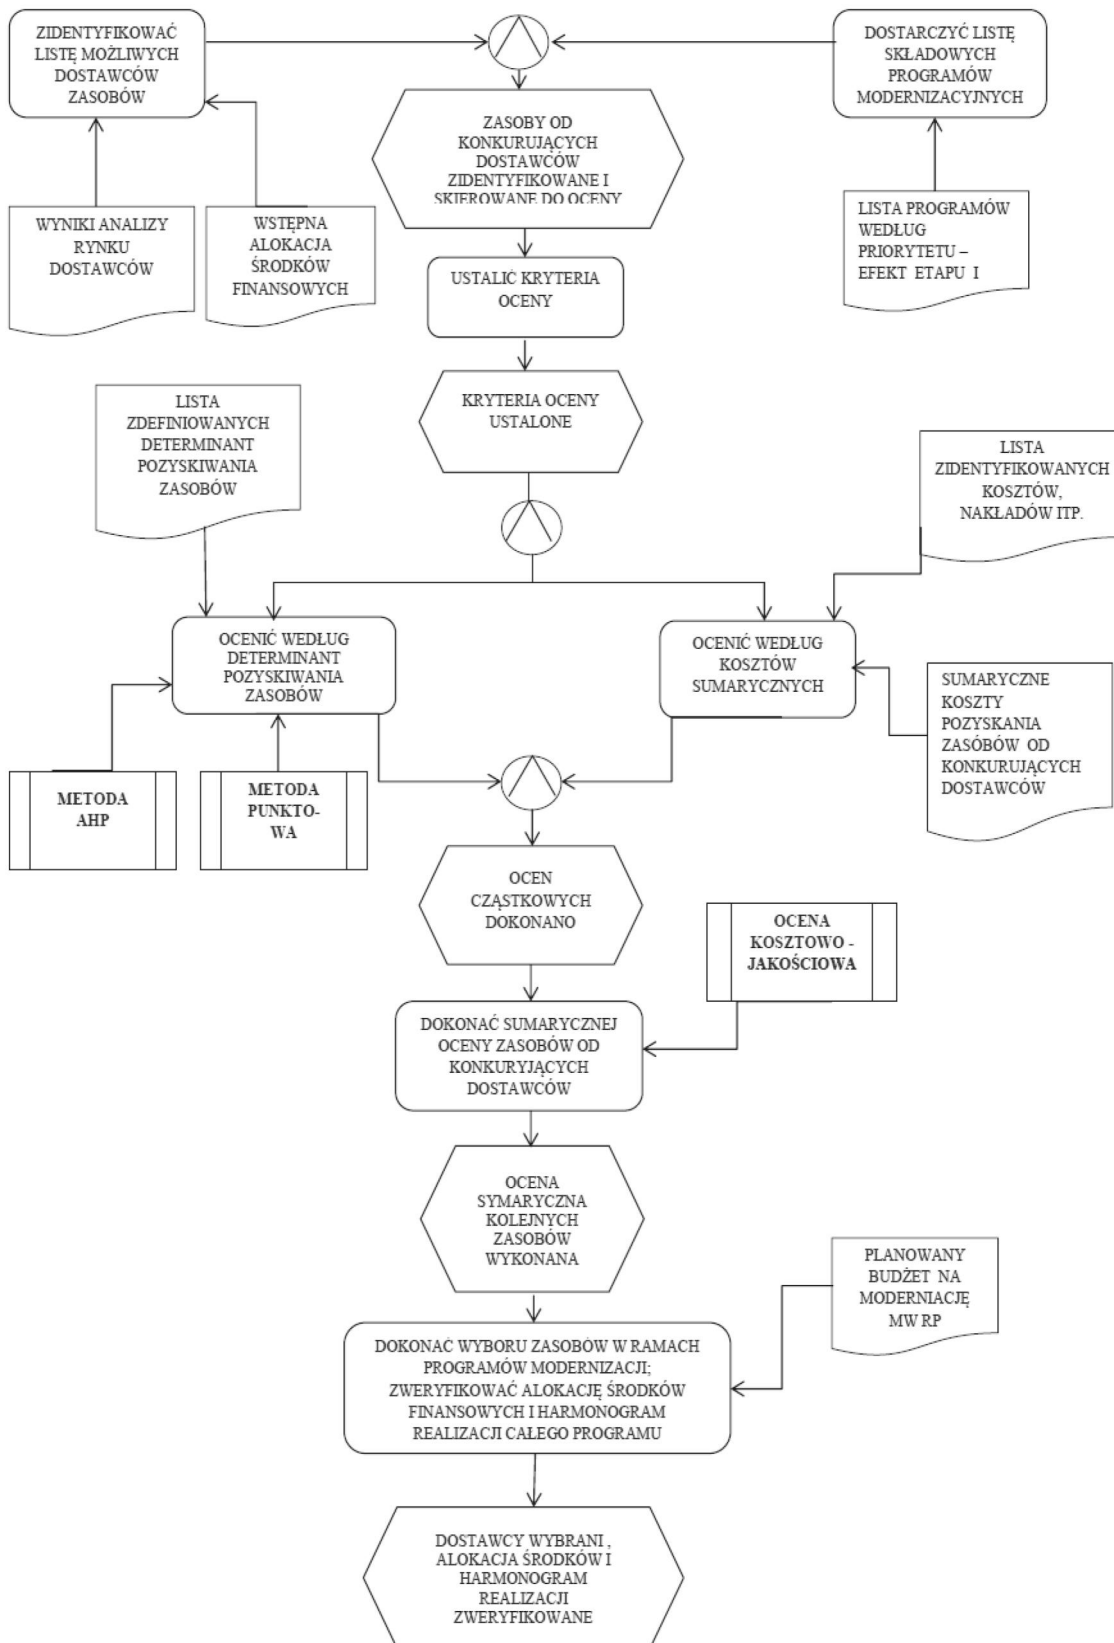 ZIDENTYFIKOWAĆ
LISTĘ MOŻLIWYCH
DOSTAWCÓW
ZASOBÓW
DOSTARCZYĆ LISTĘ
SKŁADOWYCH
PROGRAMÓW
MODERNIZACYJNYCH
ZASOBY OD
KONKURUJĄCYCH
DOSTAWCÓW
ZIDENTYFIKOWANE I
SKIEROWANE DO OCENY
WYNIKI ANALIZY
RYNKU
DOSTAWCÓW
WSTĘPNA
ALOKACJA
ŚRODKÓW
FINANSOWYCH
LISTA PROGRAMÓW
WEDŁUG
PRIORYTETU –
EFEKT ETAPU I
USTALIĆ KRYTERIA
OCENY
KRYTERIA OCENY
USTALONE
LISTA
ZDEFINIOWANYCH
DETERMINANT
POZYSKIWANIA
ZASOBÓW
LISTA
ZIDENTYFIKOWANYCH
KOSZTÓW,
NAKŁADÓW ITP.
OCENIĆ WEDŁUG
DETERMINANT
POZYSKIWANIA
ZASOBÓW
OCENIĆ WEDŁUG
KOSZTÓW
SUMARYCZNYCH
SUMARYCZNE
KOSZTY
POZYSKANIA
ZASÓBÓW OD
KONKURUJĄCYCH
DOSTAWCÓW
METODA
AHP
METODA
PUNKTO-
WA
OCEN
CZĄSTKOWYCH
DOKONANO
OCENA
KOSZTOWO -
JAKOŚCIOWA
DOKONAĆ SUMARYCZNEJ
OCENY ZASOBÓW OD
KONKURYJĄCYCH
DOSTAWCÓW
OCENA
SYMARYCZNA
KOLEJNYCH
ZASOBÓW
WYKONANA
PLANOWANY
BUDŻET NA
MODERNIACJĘ
MW RP
DOKONAĆ WYBORU ZASOBÓW W RAMACH
PROGRAMÓW MODERNIZACJI;
ZWERYFIKOWAĆ ALOKACJĘ ŚRODKÓW
FINANSOWYCH I HARMONOGRAM
REALIZACJI CAŁEGO PROGRAMU
DOSTAWCY WYBRANI ,
ALOKACJA ŚRODKÓW I
HARMONOGRAM
REALIZACJI
ZWERYFIKOWANE